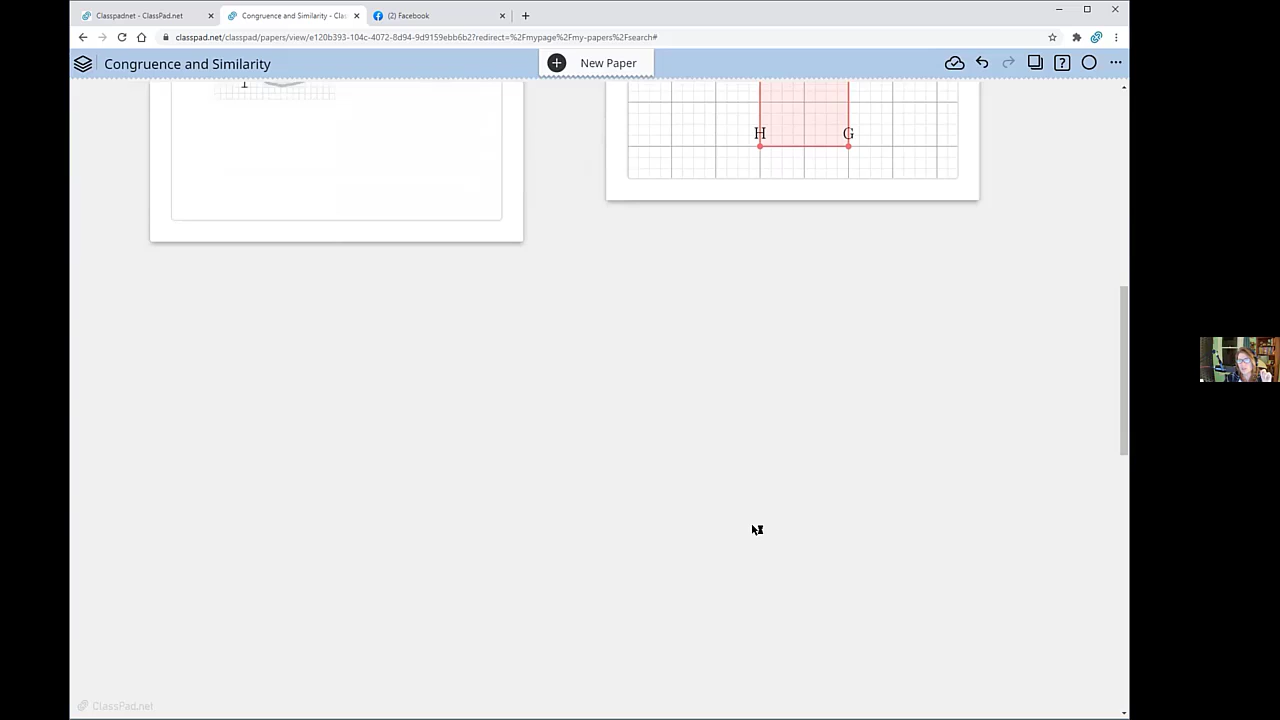 Classpadnet - ClassPad.net
Congruence and Similarity - Clas
(2) Facebook
classpad.net/classpad/papers/view/e120b393-104c-4072-8d94-9d9159ebb6b2?redirect=%2Fmypage%2Fmy-papers%2Fsearch#
Congruence and Similarity
New Paper
?
H
G
ClassPad.net